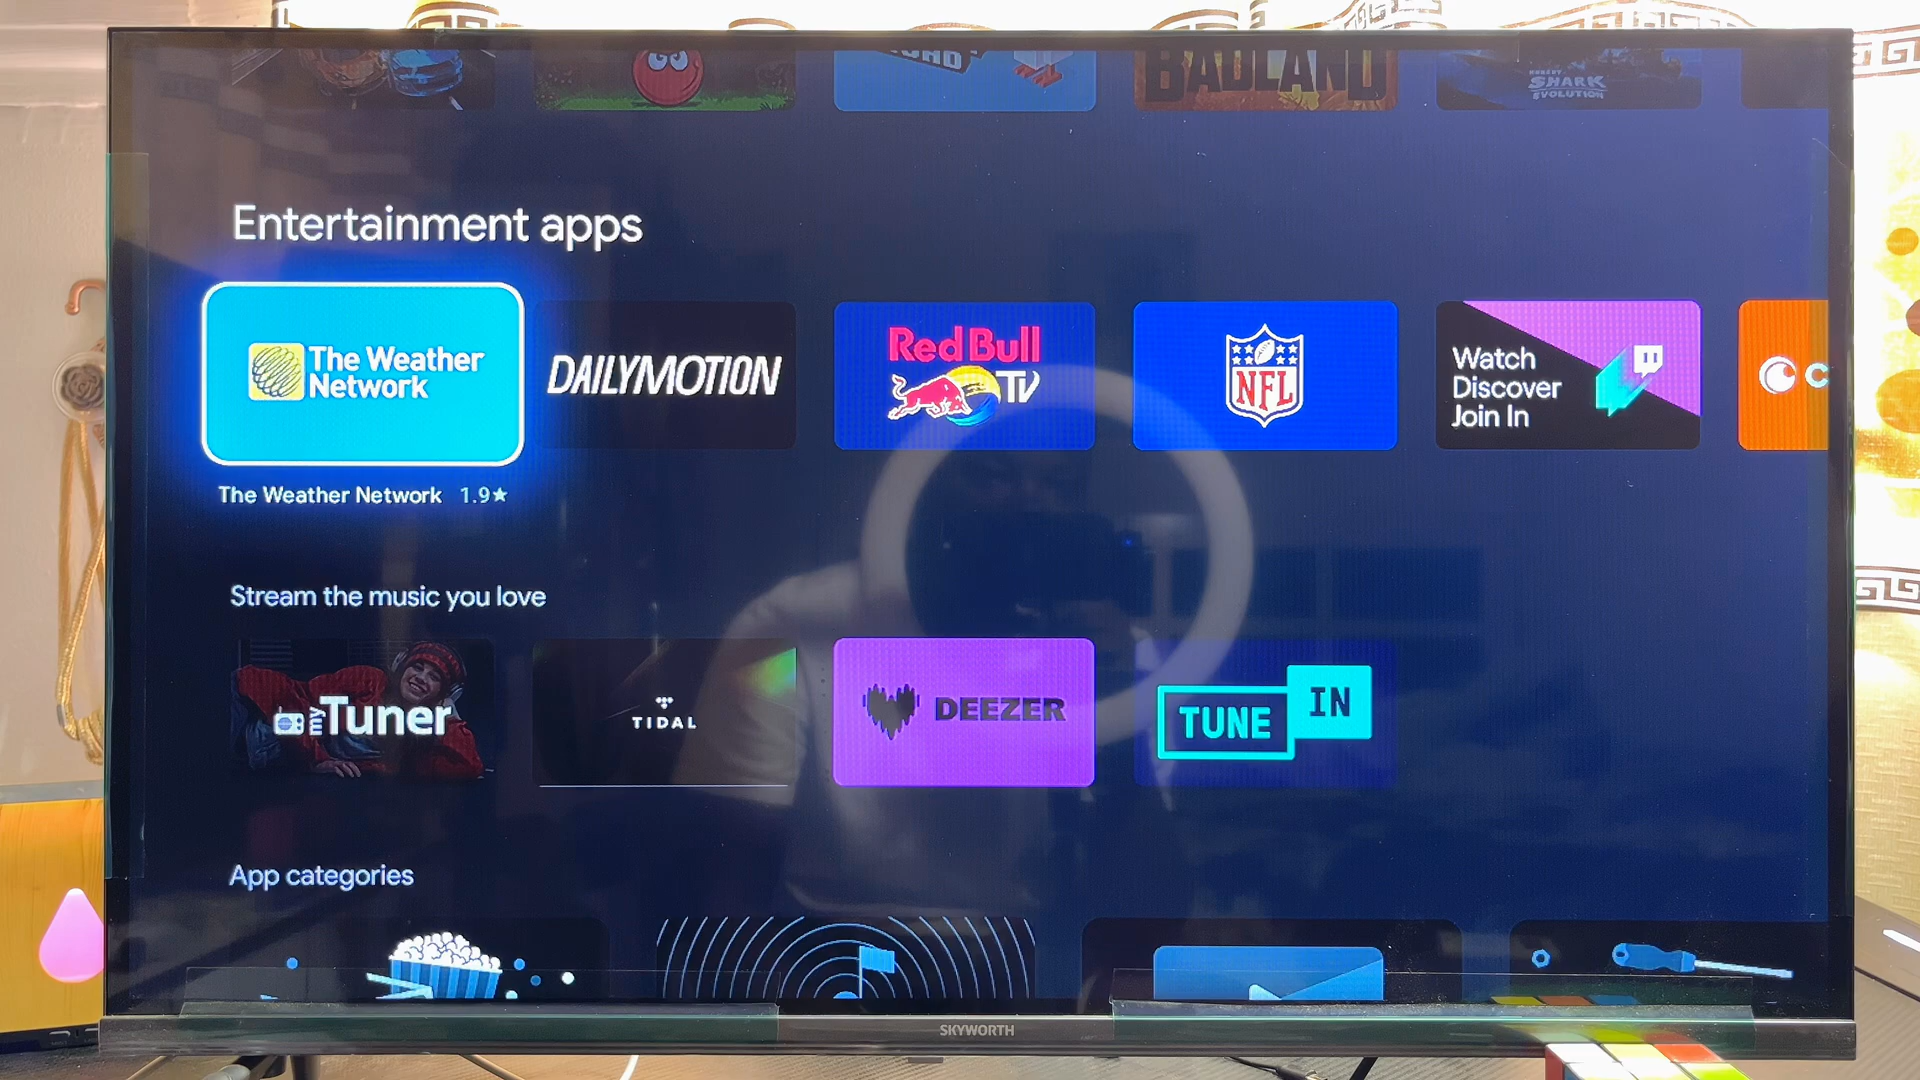 BADLAND
HUNGRY
SHARK
EVOLUTION
Entertainment apps
The Weather
Network
DAILYMOTION
Red Bull
TV
NFL
Watch
Discover
Join In
C
The Weather Network 1.9★
Stream the music you love
myTuner
TIDAL
DEEZER
TUNE IN
App categories
SKYWORTH